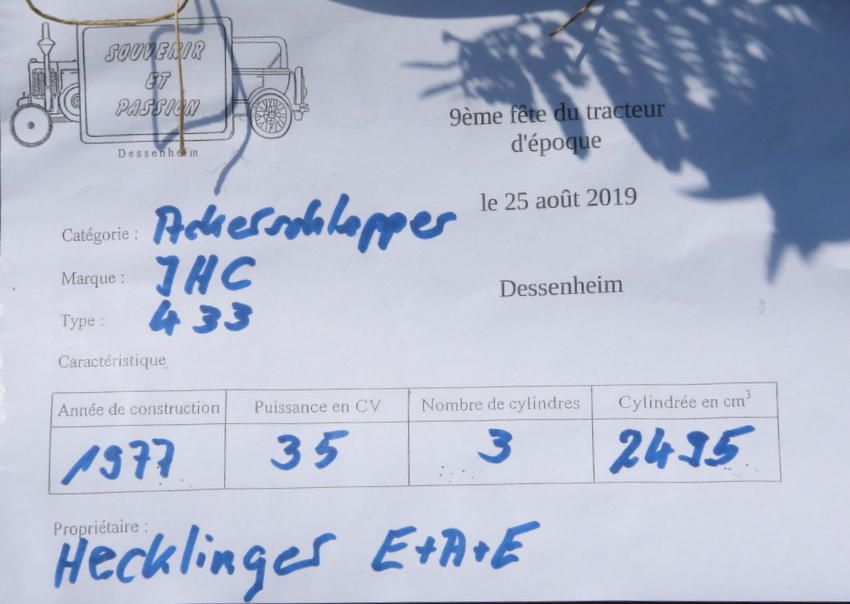 SOUVENIR
ET
PASSION
Dessenheim
9ème fête du tracteur
d'époque
le 25 août 2019
Dessenheim
Catégorie : Ackerschlepper
Marque : IHC
Type : 433
Caractéristique
Année de construction Puissance en CV Nombre de cylindres Cylindrée en cm³
1977 35 3 2495
Propriétaire :
Hecklinger E+A+E